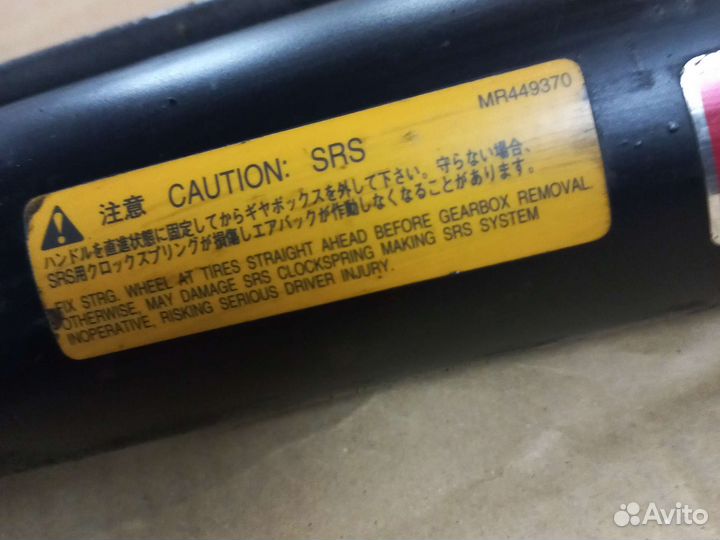 MR449370
注意 CAUTION: SRS
ハンドルを直進状態に固定してからギヤボックスを外して下さい。守らない場合、
SRS用クロックスプリングが損傷しエアバックが作動しなくなることがあります。
FIX STRG. WHEEL AT TIRES STRAIGHT AHEAD BEFORE GEARBOX REMOVAL.
OTHERWISE, MAY DAMAGE SRS CLOCKSPRING MAKING SRS SYSTEM
INOPERATIVE, RISKING SERIOUS DRIVER INJURY.
Avito